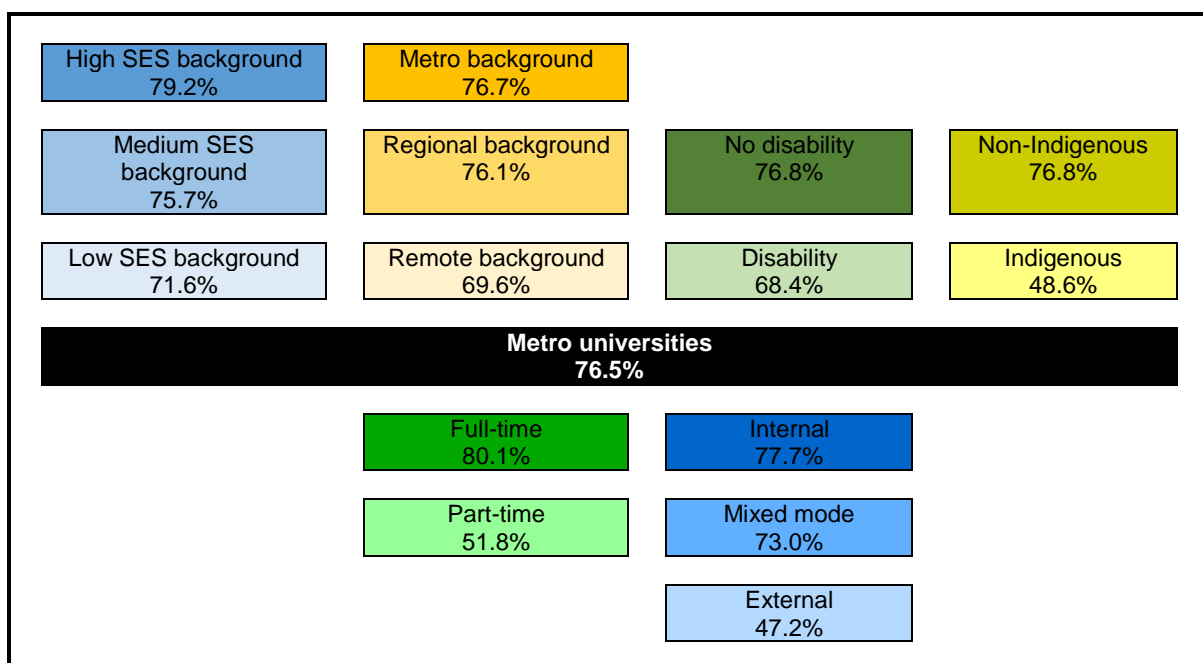 High SES background
79.2%
Metro background
76.7%
Medium SES
background
75.7%
Regional background
76.1%
No disability
76.8%
Non-Indigenous
76.8%
Low SES background
71.6%
Remote background
69.6%
Disability
68.4%
Indigenous
48.6%
Metro universities
76.5%
Full-time
80.1%
Internal
77.7%
Part-time
51.8%
Mixed mode
73.0%
External
47.2%